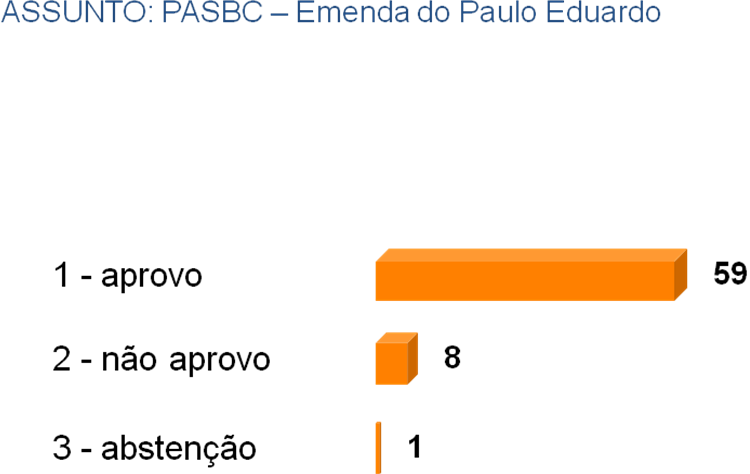 ASSUNTO: PASBC – Emenda do Paulo Eduardo
1 - aprovo 59
2 - não aprovo 8
3 - abstenção 1